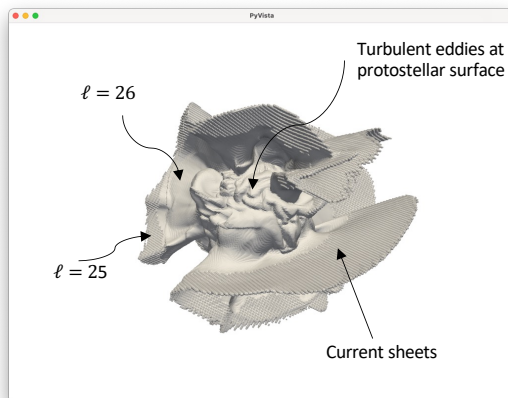 PyVista
Turbulent eddies at
protostellar surface
ℓ = 26
ℓ = 25
Current sheets